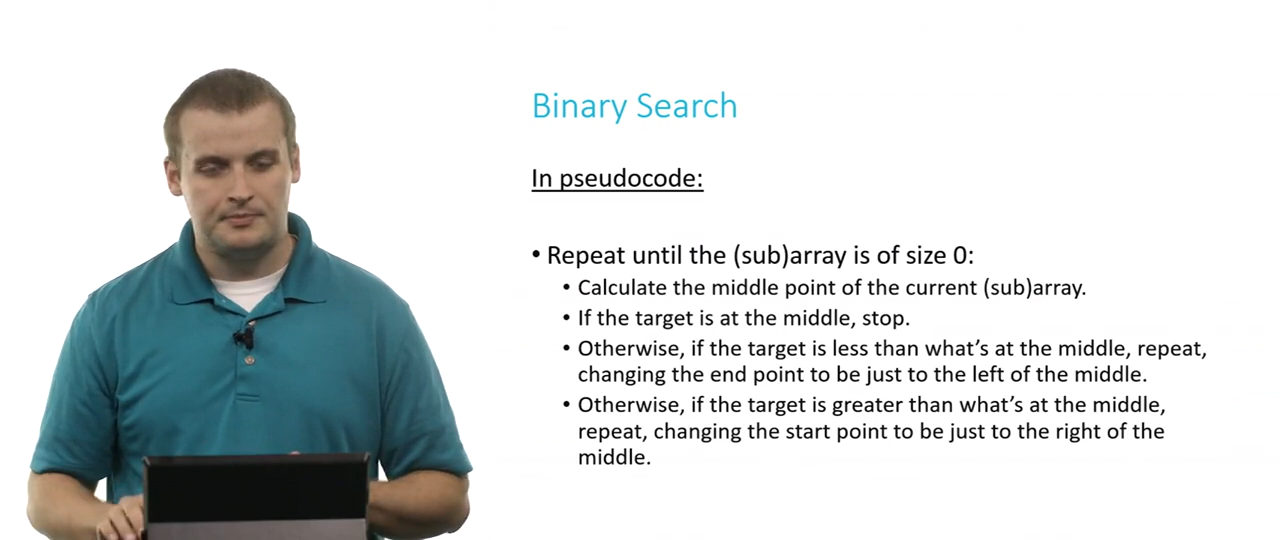 Binary Search
In pseudocode:
• Repeat until the (sub)array is of size 0:
• Calculate the middle point of the current (sub)array.
• If the target is at the middle, stop.
• Otherwise, if the target is less than what’s at the middle, repeat,
changing the end point to be just to the left of the middle.
• Otherwise, if the target is greater than what’s at the middle,
repeat, changing the start point to be just to the right of the
middle.